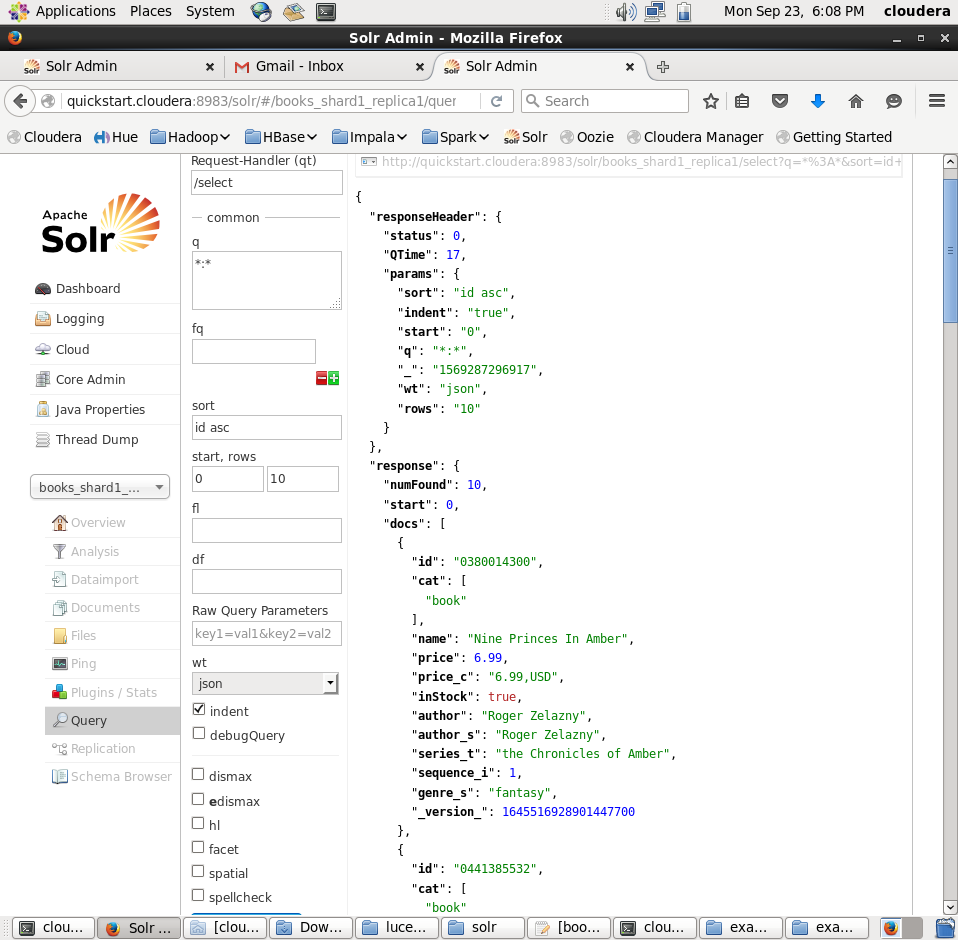 Applications Places System Mon Sep 23, 6:08 PM cloudera
Solr Admin - Mozilla Firefox
Solr Admin Gmail - Inbox Solr Admin
quickstart.cloudera:8983/solr/#/books_shard1_replica1/quer Search
Cloudera Hue Hadoop HBase Impala Spark Solr Oozie Cloudera Manager Getting Started
Apache
Solr
Dashboard
Logging
Cloud
Core Admin
Java Properties
Thread Dump
books_shard1_...
Overview
Analysis
Dataimport
Documents
Files
Ping
Plugins / Stats
Query
Replication
Schema Browser
Request-Handler (qt)
/select
common
q
*:*
fq
sort
id asc
start, rows
0 10
fl
df
Raw Query Parameters
key1=val1&key2=val2
wt
json
indent
debugQuery
dismax
edismax
hl
facet
spatial
spellcheck
http://quickstart.cloudera:8983/solr/books_shard1_replica1/select?q=*%3A*&sort=id+
{
"responseHeader": {
"status": 0,
"QTime": 17,
"params": {
"sort": "id asc",
"indent": "true",
"start": "0",
"q": "*:*",
"_": "1569287296917",
"wt": "json",
"rows": "10"
}
},
"response": {
"numFound": 10,
"start": 0,
"docs": [
{
"id": "0380014300",
"cat": [
"book"
],
"name": "Nine Princes In Amber",
"price": 6.99,
"price_c": "6.99,USD",
"inStock": true,
"author": "Roger Zelazny",
"author_s": "Roger Zelazny",
"series_t": "the Chronicles of Amber",
"sequence_i": 1,
"genre_s": "fantasy",
"_version_": 1645516928901447700
},
{
"id": "0441385532",
"cat": [
"book"
clou... Solr ... [clou... Dow... luce... solr [boo... clou... exa... exa...